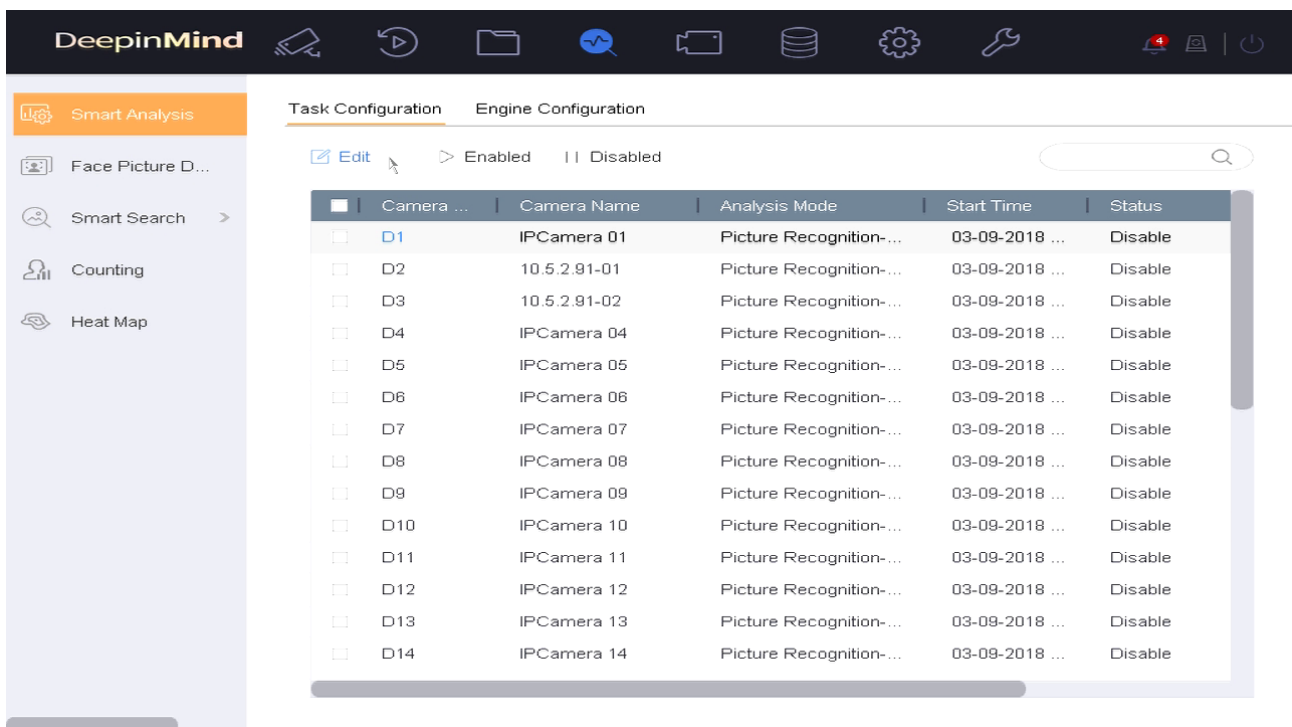 DeepinMind 4
Smart Analysis
Face Picture D...
Smart Search >
Counting
Heat Map
Task Configuration Engine Configuration
Edit Enabled Disabled
Camera ... Camera Name Analysis Mode Start Time Status
D1 IPCamera 01 Picture Recognition-... 03-09-2018 ... Disable
D2 10.5.2.91-01 Picture Recognition-... 03-09-2018 ... Disable
D3 10.5.2.91-02 Picture Recognition-... 03-09-2018 ... Disable
D4 IPCamera 04 Picture Recognition-... 03-09-2018 ... Disable
D5 IPCamera 05 Picture Recognition-... 03-09-2018 ... Disable
D6 IPCamera 06 Picture Recognition-... 03-09-2018 ... Disable
D7 IPCamera 07 Picture Recognition-... 03-09-2018 ... Disable
D8 IPCamera 08 Picture Recognition-... 03-09-2018 ... Disable
D9 IPCamera 09 Picture Recognition-... 03-09-2018 ... Disable
D10 IPCamera 10 Picture Recognition-... 03-09-2018 ... Disable
D11 IPCamera 11 Picture Recognition-... 03-09-2018 ... Disable
D12 IPCamera 12 Picture Recognition-... 03-09-2018 ... Disable
D13 IPCamera 13 Picture Recognition-... 03-09-2018 ... Disable
D14 IPCamera 14 Picture Recognition-... 03-09-2018 ... Disable